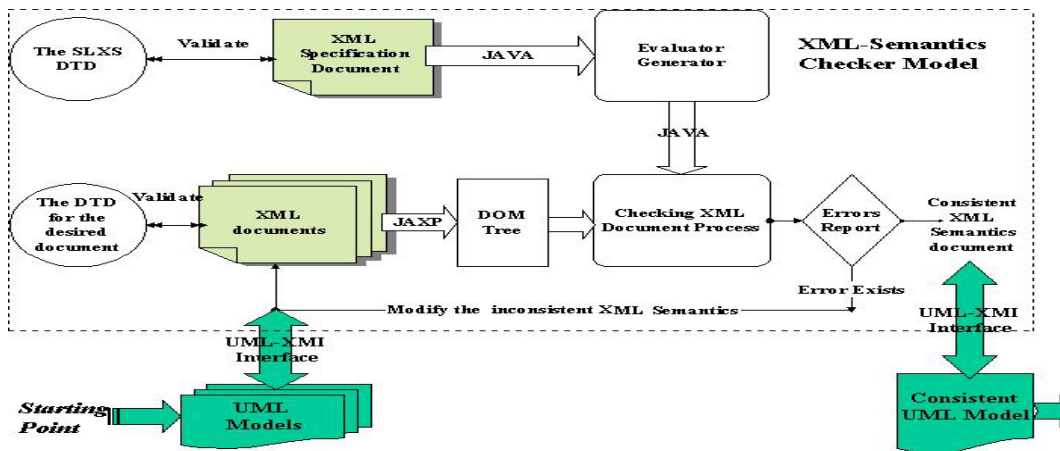 The SLXS
DTD
Validate
XML
Specification
Document
JAVA
Evaluator
Generator
XML-Semantics
Checker Model
JAVA
The DTD
for the
desired
document
Validate
XML
documents
JAXP
DOM
Tree
Checking XML
Document Process
Errors
Report
Consistent
XML
Semantics
document
Error Exists
Modify the inconsistent XML Semantics
UML-XMI
Interface
UML-XMI
Interface
Starting
Point
UML
Models
Consistent
UML Model